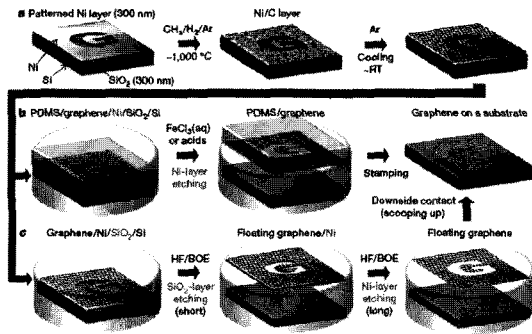 a Patterned Ni layer (300 nm)
CH₄/H₂/Ar
~1,000 °C
Ni/C layer
Ar
Cooling
~RT
Ni
Si
SiO₂ (300 nm)
b PDMS/graphene/Ni/SiO₂/Si
FeCl₃(aq)
or acids
Ni-layer
etching
PDMS/graphene
Stamping
Graphene on a substrate
Downside contact
(scooping up)
c Graphene/Ni/SiO₂/Si
HF/BOE
SiO₂-layer
etching
(short)
Floating graphene/Ni
HF/BOE
Ni-layer
etching
(long)
Floating graphene